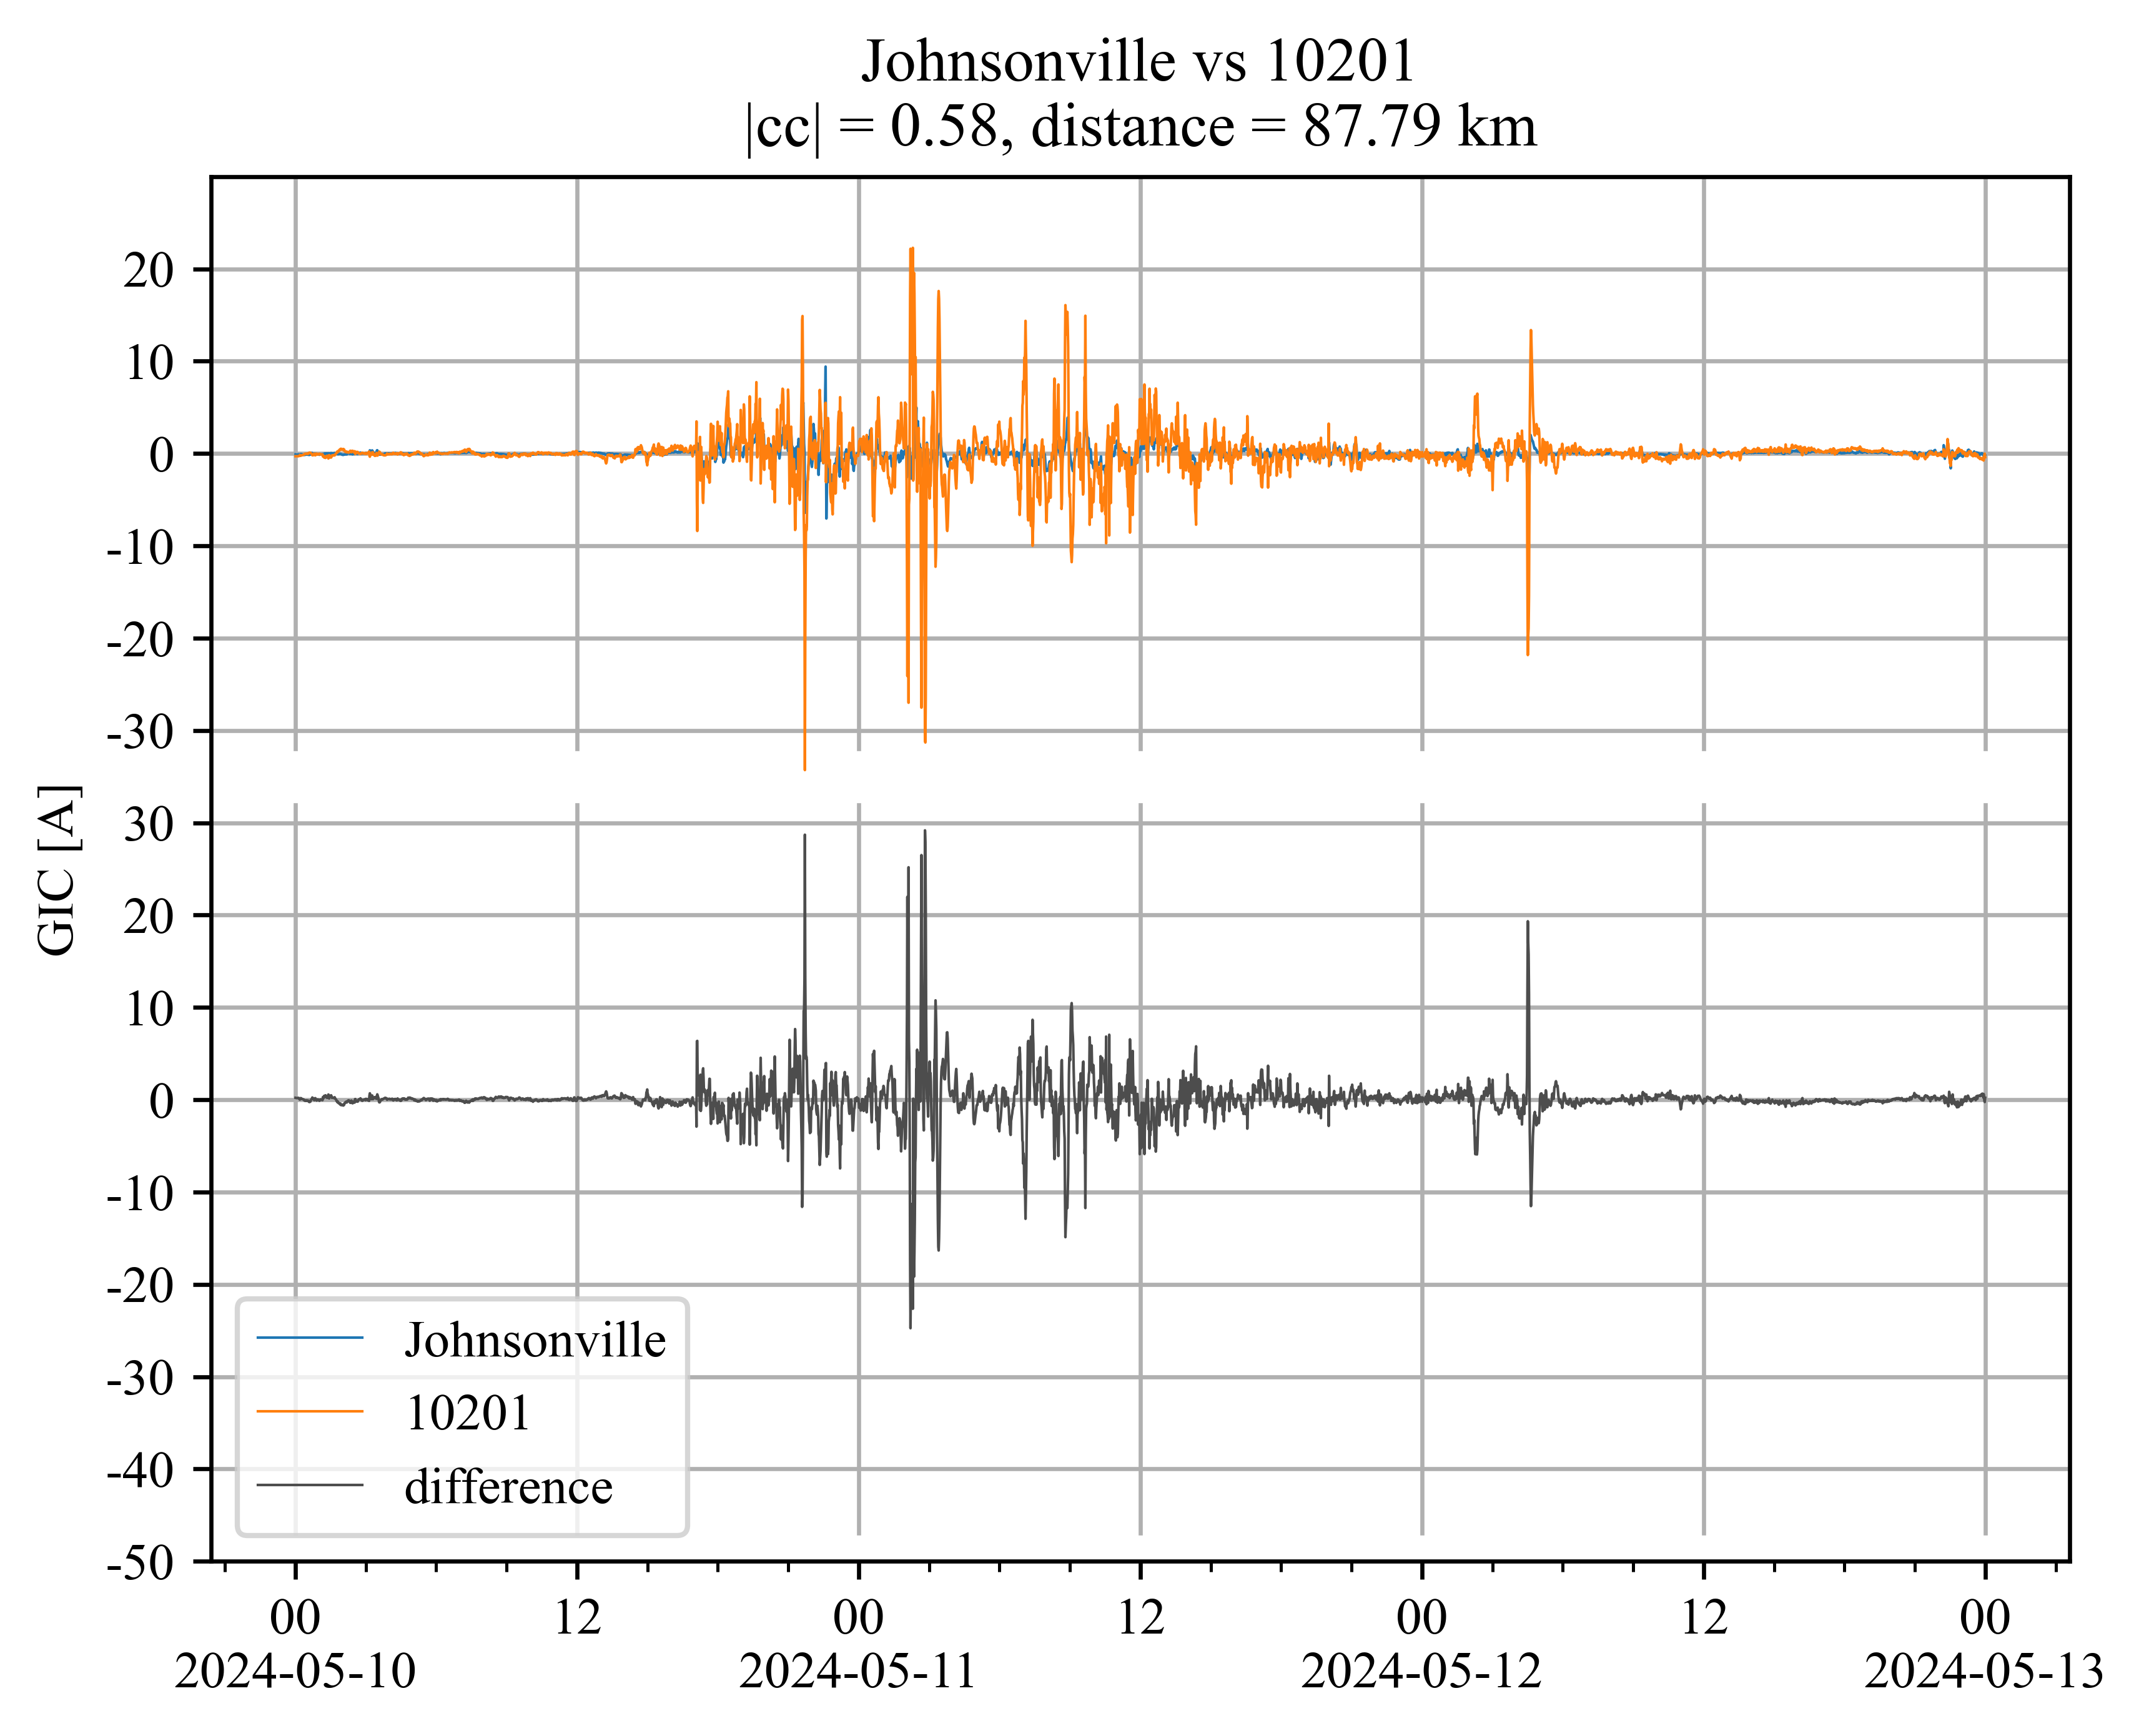 Johnsonville vs 10201
|cc| = 0.58, distance = 87.79 km
GIC [A]
20
10
0
-10
-20
-30
30
20
10
0
-10
-20
-30
-40
-50
Johnsonville
10201
difference
00 12 00 12 00 12 00
2024-05-10 2024-05-11 2024-05-12 2024-05-13